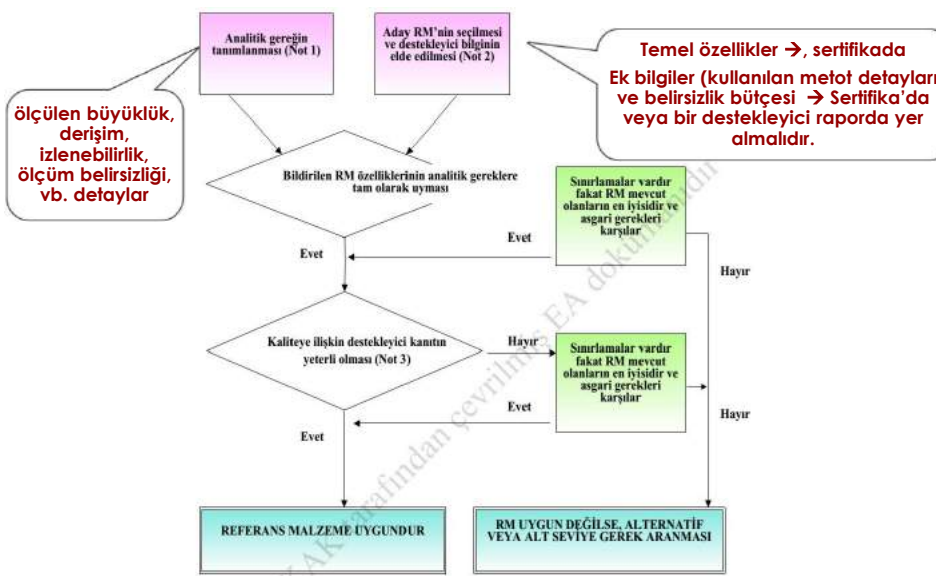 Analitik gereğin
tanımlanması (Not 1)
Aday RM’nin seçilmesi
ve destekleyici bilginin
elde edilmesi (Not 2)
Temel özellikler →, sertifikada
Ek bilgiler (kullanılan metot detayları
ve belirsizlik bütçesi → Sertifika’da
veya bir destekleyici raporda yer
almalıdır.
ölçülen büyüklük,
derişim,
izlenebilirlik,
ölçüm belirsizliği,
vb. detaylar
Bildirilen RM özelliklerinin analitik gereklere
tam olarak uyması
Sınırlamalar vardır
fakat RM mevcut
olanların en iyisidir ve
asgari gerekleri
karşılar
Evet
Evet
Hayır
Kaliteye ilişkin destekleyici kanıtın
yeterli olması (Not 3)
Hayır
Sınırlamalar vardır
fakat RM mevcut
olanların en iyisidir ve
asgari gerekleri
karşılar
Evet
Hayır
Evet
REFERANS MALZEME UYGUNDUR
RM UYGUN DEĞİLSE, ALTERNATİF
VEYA ALT SEVİYE GEREK ARANMASI
tarafından çevrilmiş EA dokümanıdır